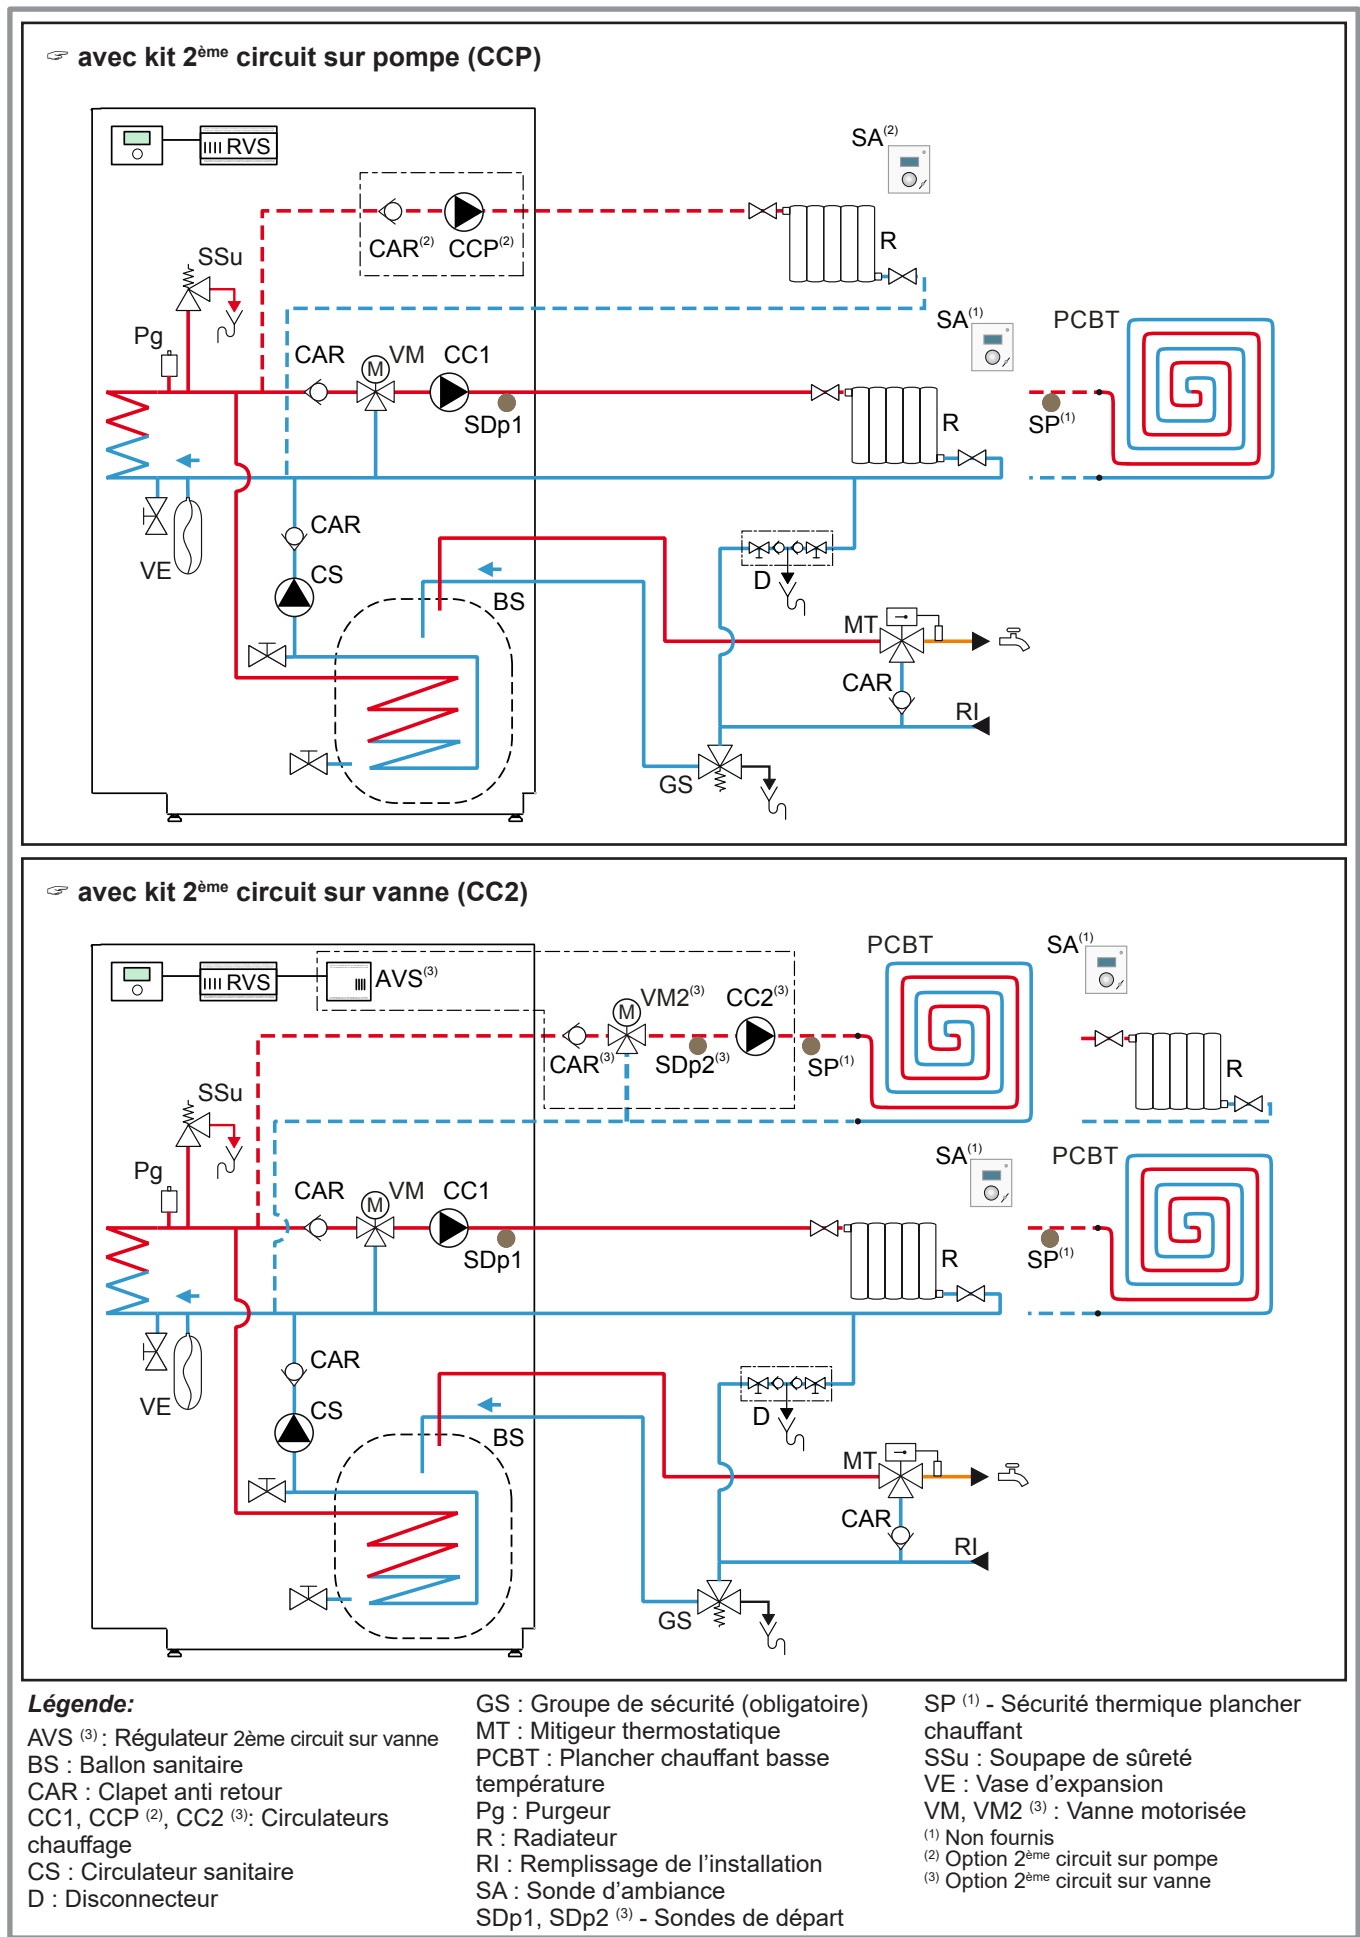 ☞ avec kit 2ème circuit sur pompe (CCP)
RVS
SA(2)
CAR(2) CCP(2)
R
SSu
Pg
SA(1)
PCBT
CAR
VM
CC1
SDp1
R
SP(1)
CAR
VE
CS
BS
D
MT
CAR
RI
GS
M
☞ avec kit 2ème circuit sur vanne (CC2)
RVS
AVS(3)
PCBT
SA(1)
VM2(3)
CC2(3)
M
CAR(3)
SDp2(3)
SP(1)
R
SSu
Pg
SA(1)
PCBT
CAR
VM
CC1
M
SDp1
R
SP(1)
CAR
VE
CS
BS
D
MT
CAR
RI
GS
Légende:
AVS (3) : Régulateur 2ème circuit sur vanne
BS : Ballon sanitaire
CAR : Clapet anti retour
CC1, CCP (2), CC2 (3): Circulateurs
chauffage
CS : Circulateur sanitaire
D : Disconnecteur
GS : Groupe de sécurité (obligatoire)
MT : Mitigeur thermostatique
PCBT : Plancher chauffant basse
température
Pg : Purgeur
R : Radiateur
RI : Remplissage de l'installation
SA : Sonde d'ambiance
SDp1, SDp2 (3) - Sondes de départ
SP (1) - Sécurité thermique plancher
chauffant
SSu : Soupape de sûreté
VE : Vase d'expansion
VM, VM2 (3) : Vanne motorisée
(1) Non fournis
(2) Option 2ème circuit sur pompe
(3) Option 2ème circuit sur vanne